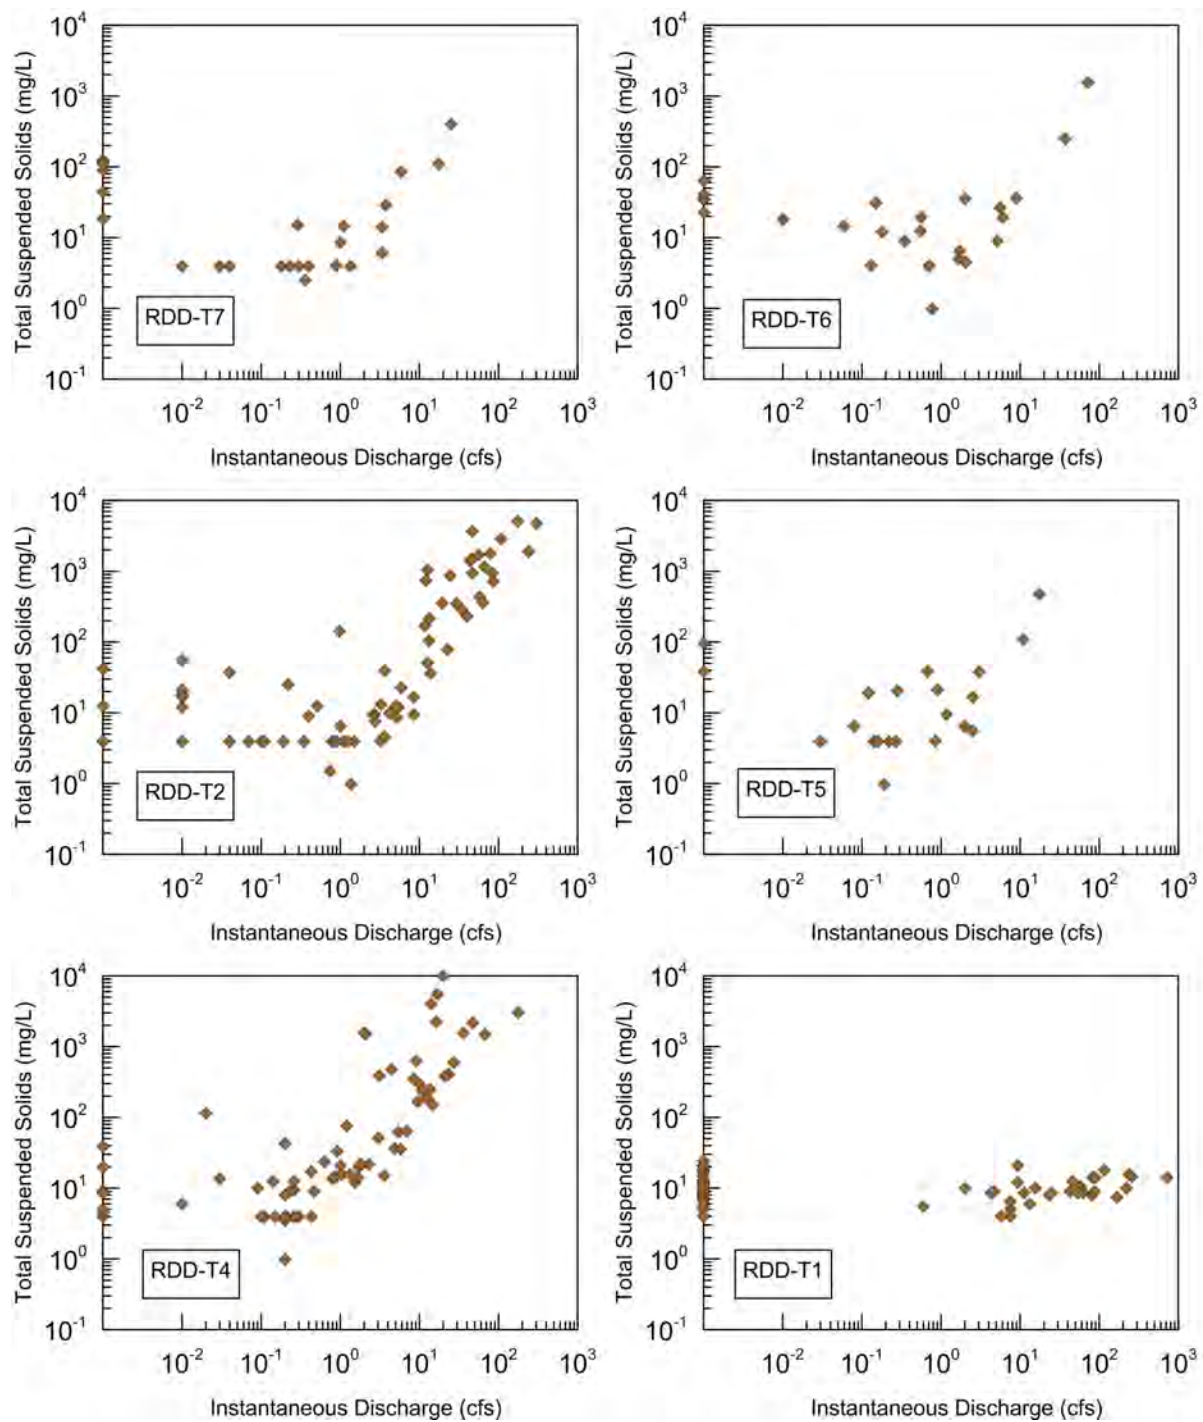 Total Suspended Solids (mg/L)
10⁴
10³
10²
10¹
10⁰
10⁻¹
RDD-T7
10⁻² 10⁻¹ 10⁰ 10¹ 10² 10³
Instantaneous Discharge (cfs)
Total Suspended Solids (mg/L)
10⁴
10³
10²
10¹
10⁰
10⁻¹
RDD-T6
10⁻² 10⁻¹ 10⁰ 10¹ 10² 10³
Instantaneous Discharge (cfs)
Total Suspended Solids (mg/L)
10⁴
10³
10²
10¹
10⁰
10⁻¹
RDD-T2
10⁻² 10⁻¹ 10⁰ 10¹ 10² 10³
Instantaneous Discharge (cfs)
Total Suspended Solids (mg/L)
10⁴
10³
10²
10¹
10⁰
10⁻¹
RDD-T5
10⁻² 10⁻¹ 10⁰ 10¹ 10² 10³
Instantaneous Discharge (cfs)
Total Suspended Solids (mg/L)
10⁴
10³
10²
10¹
10⁰
10⁻¹
RDD-T4
10⁻² 10⁻¹ 10⁰ 10¹ 10² 10³
Instantaneous Discharge (cfs)
Total Suspended Solids (mg/L)
10⁴
10³
10²
10¹
10⁰
10⁻¹
RDD-T1
10⁻² 10⁻¹ 10⁰ 10¹ 10² 10³
Instantaneous Discharge (cfs)